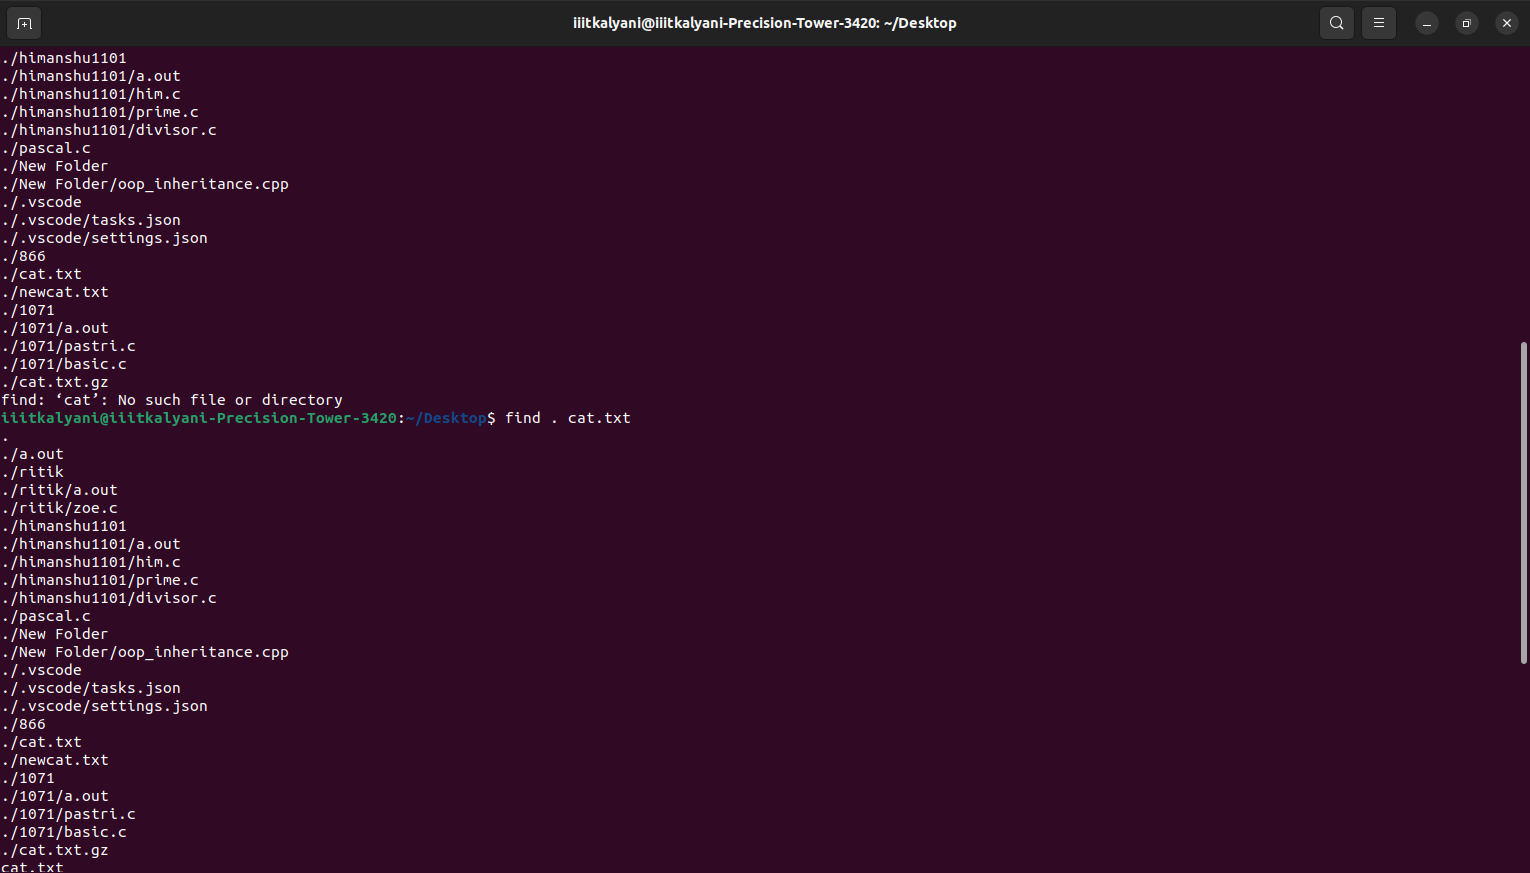 iiitkalyani@iiitkalyani-Precision-Tower-3420: ~/Desktop
./himanshu1101
./himanshu1101/a.out
./himanshu1101/him.c
./himanshu1101/prime.c
./himanshu1101/divisor.c
./pascal.c
./New Folder
./New Folder/oop_inheritance.cpp
./.vscode
./.vscode/tasks.json
./.vscode/settings.json
./866
./cat.txt
./newcat.txt
./1071
./1071/a.out
./1071/pastri.c
./1071/basic.c
./cat.txt.gz
find: ‘cat’: No such file or directory
iiitkalyani@iiitkalyani-Precision-Tower-3420:~/Desktop$ find . cat.txt
.
./a.out
./ritik
./ritik/a.out
./ritik/zoe.c
./himanshu1101
./himanshu1101/a.out
./himanshu1101/him.c
./himanshu1101/prime.c
./himanshu1101/divisor.c
./pascal.c
./New Folder
./New Folder/oop_inheritance.cpp
./.vscode
./.vscode/tasks.json
./.vscode/settings.json
./866
./cat.txt
./newcat.txt
./1071
./1071/a.out
./1071/pastri.c
./1071/basic.c
./cat.txt.gz
cat.txt